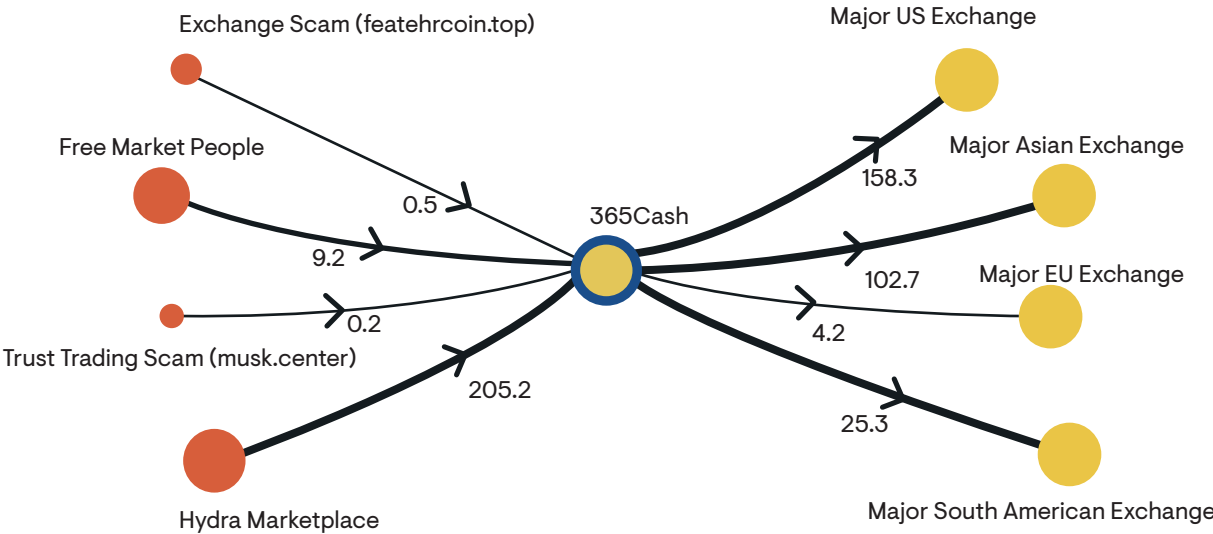 Exchange Scam (featehrcoin.top)
Major US Exchange
Free Market People
Major Asian Exchange
158.3
0.5
365Cash
9.2
102.7
Major EU Exchange
0.2
4.2
Trust Trading Scam (musk.center)
205.2
25.3
Major South American Exchange
Hydra Marketplace